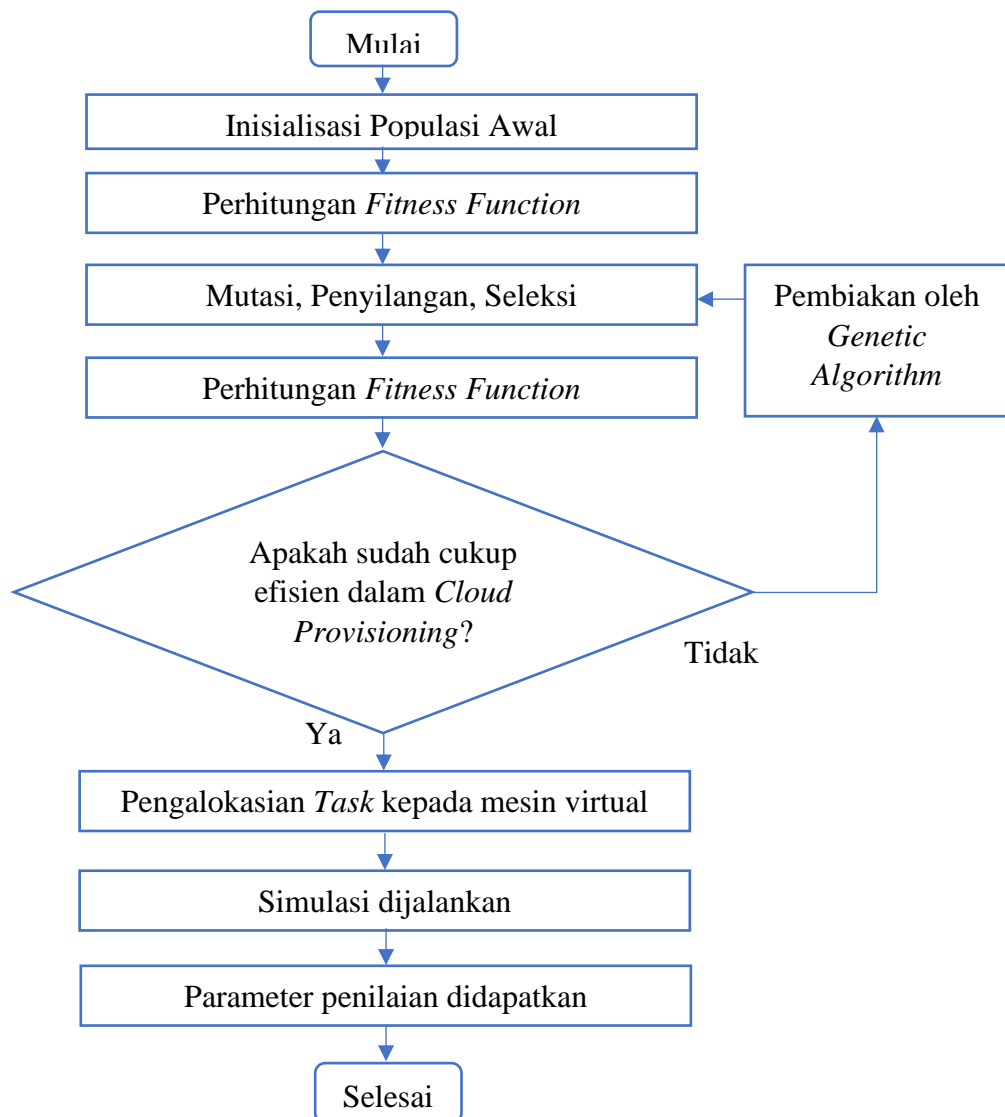 Mulai
Inisialisasi Populasi Awal
Perhitungan Fitness Function
Mutasi, Penyilangan, Seleksi
Pembiakan oleh
Genetic
Algorithm
Perhitungan Fitness Function
Apakah sudah cukup
efisien dalam Cloud
Provisioning?
Tidak
Ya
Pengalokasian Task kepada mesin virtual
Simulasi dijalankan
Parameter penilaian didapatkan
Selesai